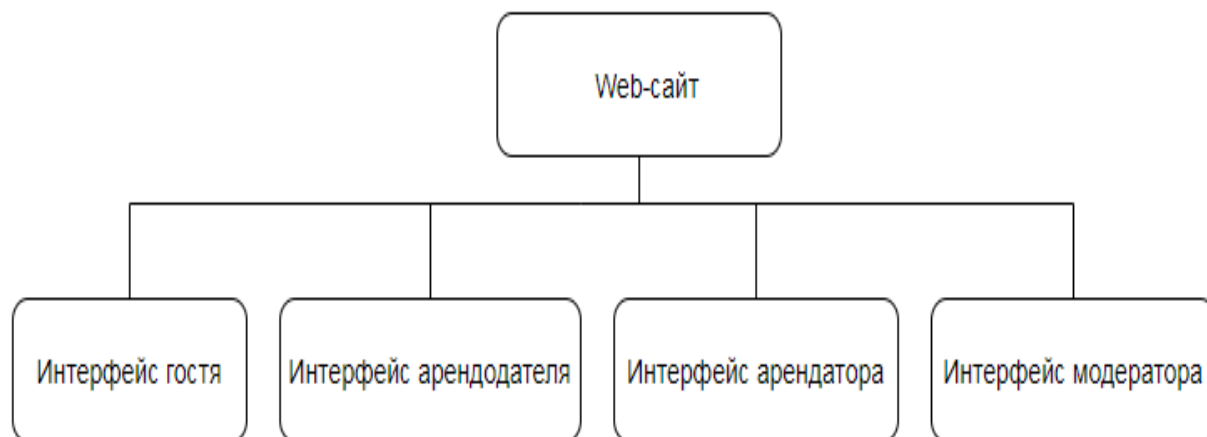 Web-сайт
Интерфейс гостя
Интерфейс арендодателя
Интерфейс арендатора
Интерфейс модератора